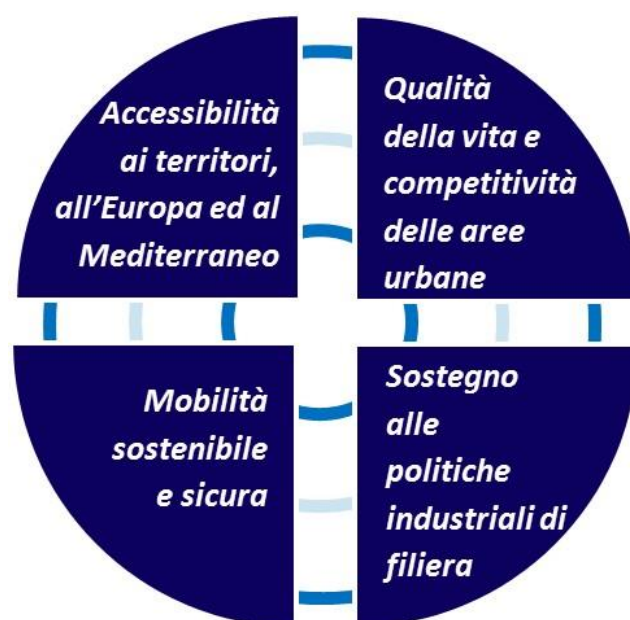 Accessibilità
ai territori,
all’Europa ed al
Mediterraneo
Qualità
della vita e
competitività
delle aree
urbane
Mobilità
sostenibile
e sicura
Sostegno
alle
politiche
industriali di
filiera